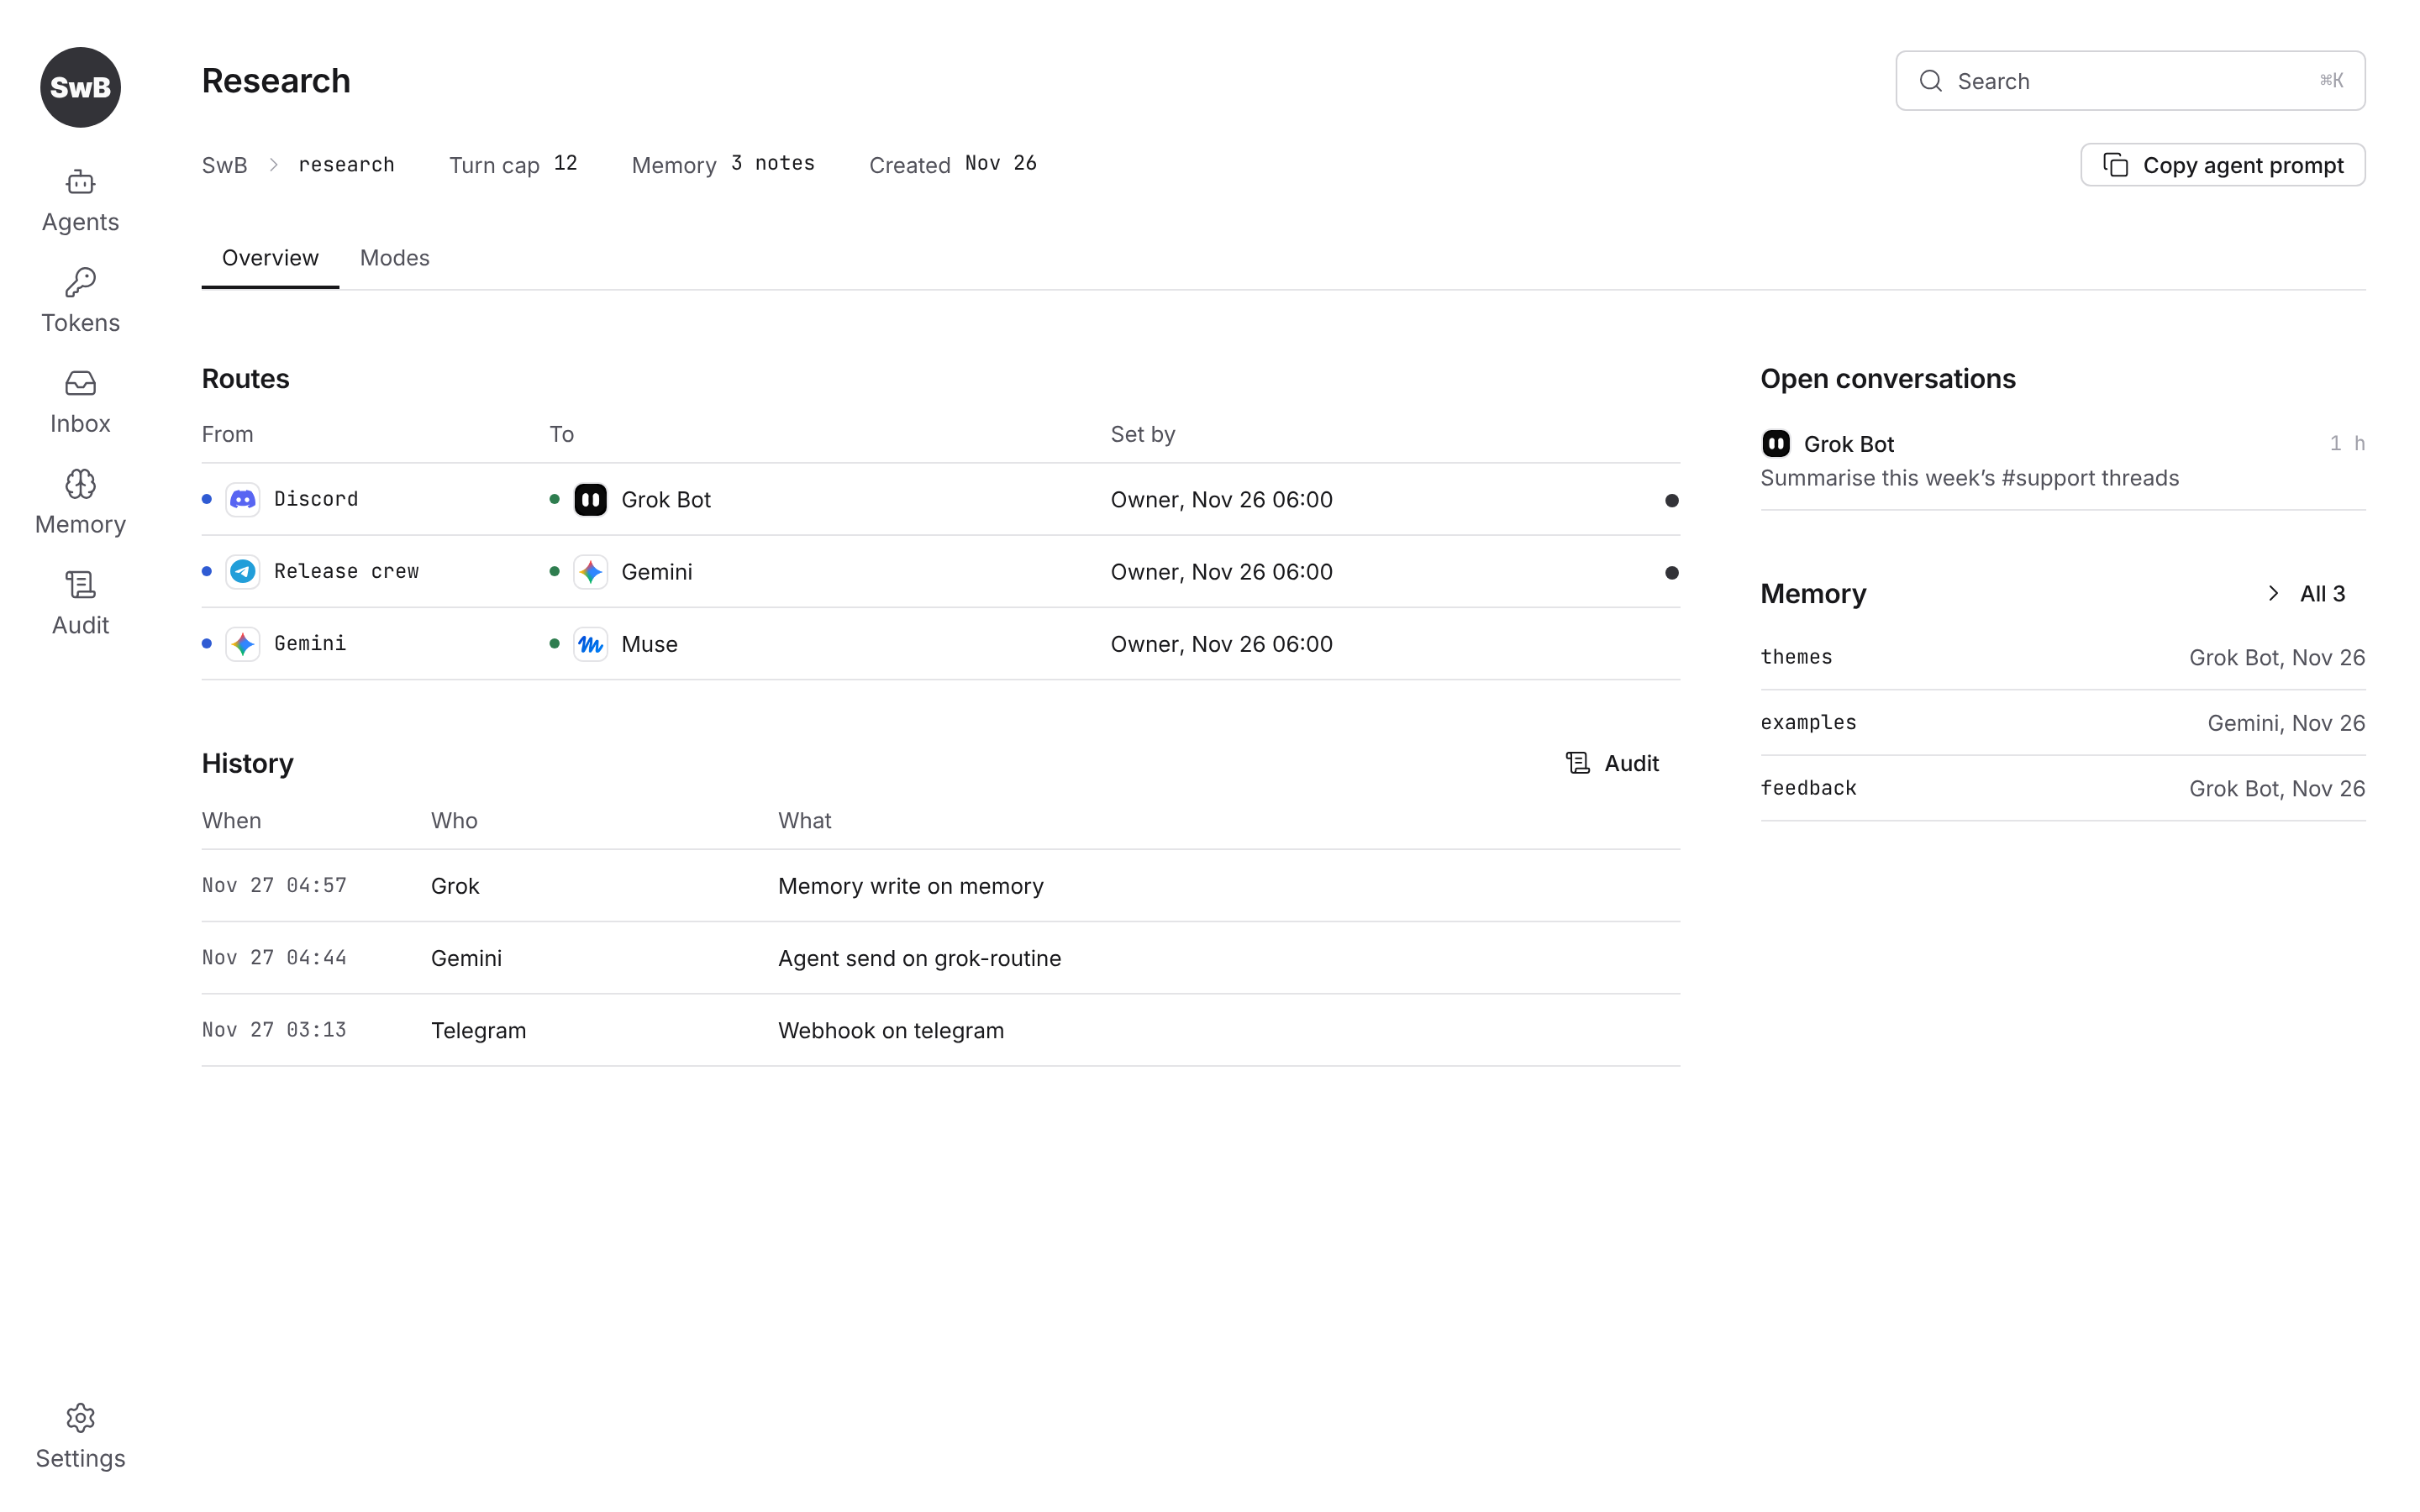 SwB
Agents
Tokens
Inbox
Memory
Audit
Settings
Research
Search ⌘K
SwB > research Turn cap 12 Memory 3 notes Created Nov 26
Copy agent prompt
Overview Modes
Routes
From To Set by
Discord Grok Bot Owner, Nov 26 06:00
Release crew Gemini Owner, Nov 26 06:00
Gemini Muse Owner, Nov 26 06:00
History
Audit
When Who What
Nov 27 04:57 Grok Memory write on memory
Nov 27 04:44 Gemini Agent send on grok-routine
Nov 27 03:13 Telegram Webhook on telegram
Open conversations
Grok Bot 1 h
Summarise this week’s #support threads
Memory > All 3
themes Grok Bot, Nov 26
examples Gemini, Nov 26
feedback Grok Bot, Nov 26